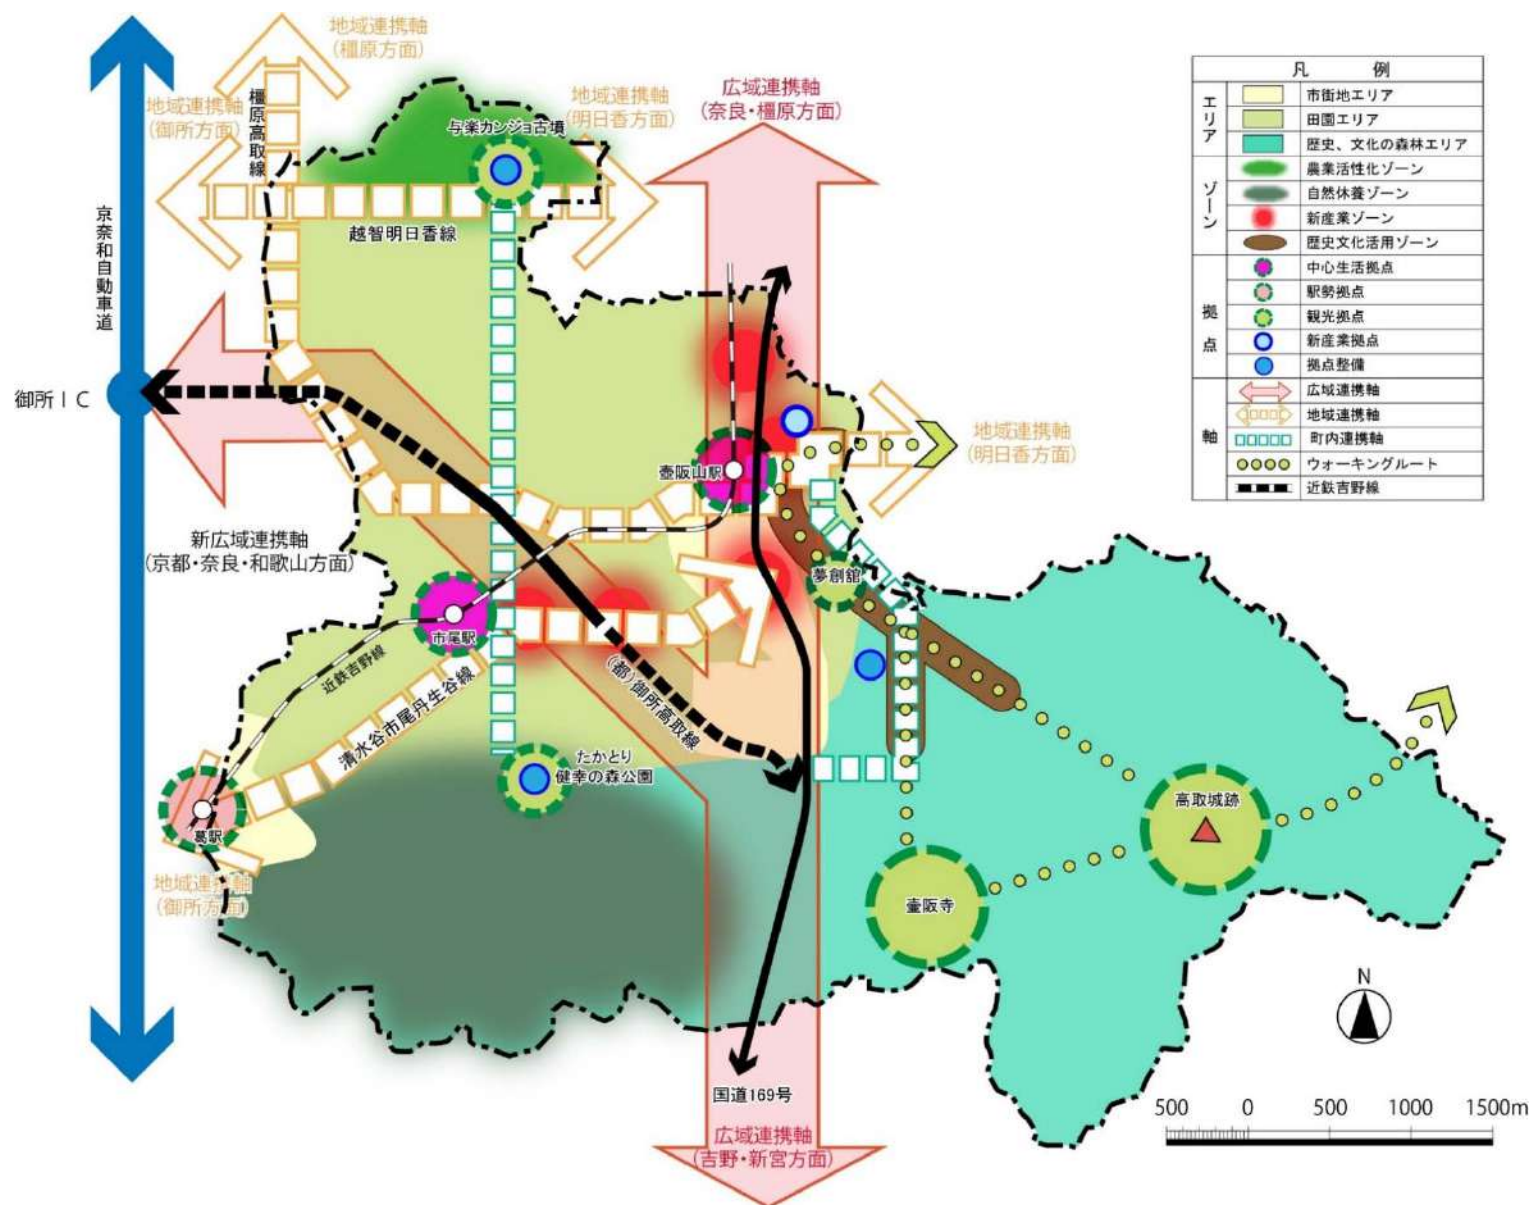 地域連携軸
(橿原方面)
広域連携軸
(奈良・橿原方面)
地域連携軸
(御所方面)
橿原高取線
地域連携軸
(明日香方面)
与楽カンジョ古墳
越智明日香線
京奈和自動車道
御所IC
壺阪山駅
地域連携軸
(明日香方面)
新広域連携軸
(京都・奈良・和歌山方面)
夢創舘
市尾駅
近鉄吉野線
清水谷市尾丹生谷線
(都)御所高取線
たかとり
健幸の森公園
葛駅
地域連携軸
(御所方面)
高取城跡
壷阪寺
国道169号
広域連携軸
(吉野・新宮方面)
凡例
エリア
市街地エリア
田園エリア
歴史、文化の森林エリア
ゾーン
農業活性化ゾーン
自然休養ゾーン
新産業ゾーン
歴史文化活用ゾーン
拠点
中心生活拠点
駅勢拠点
観光拠点
新産業拠点
拠点整備
軸
広域連携軸
地域連携軸
町内連携軸
ウォーキングルート
近鉄吉野線
N
500 0 500 1000 1500m